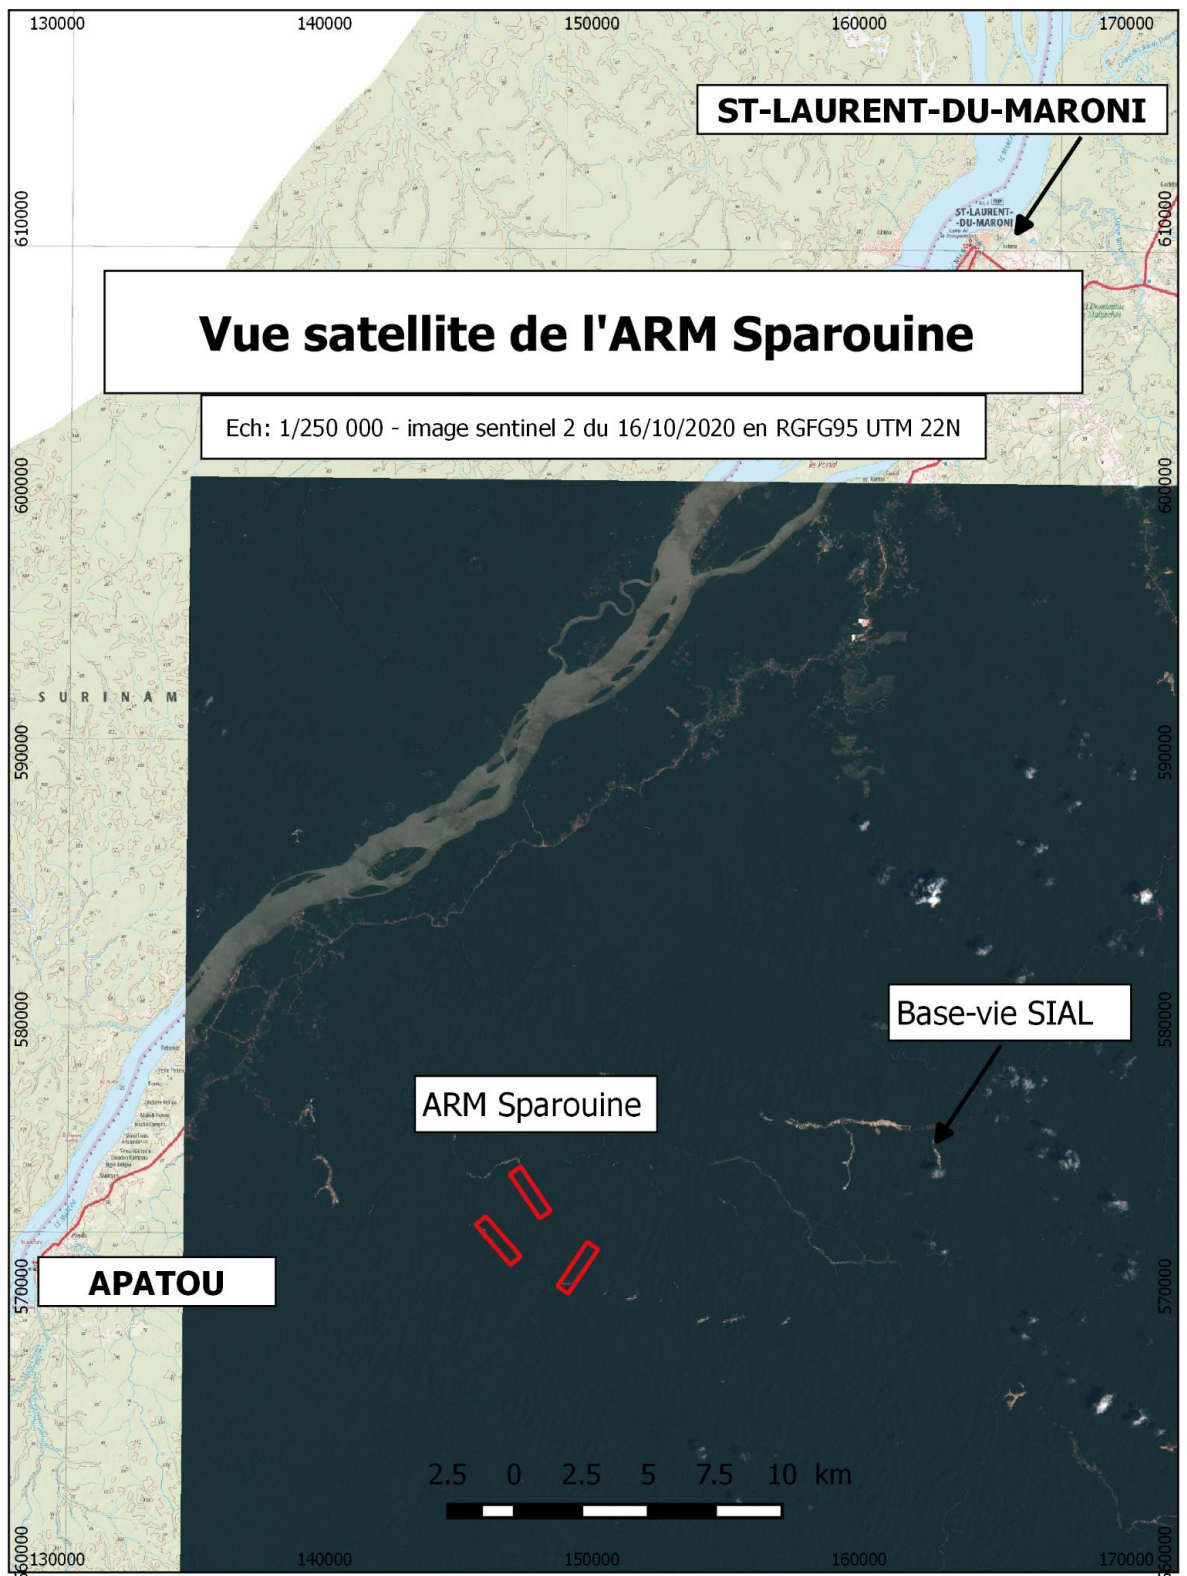 130000 140000 150000 160000 170000
ST-LAURENT-DU-MARONI
610000
610000
ST-LAURENT-
-DU-MARONI
Vue satellite de l'ARM Sparouine
Ech: 1/250 000 - image sentinel 2 du 16/10/2020 en RGFG95 UTM 22N
600000
600000
SURINAM
590000
590000
580000
580000
Base-vie SIAL
ARM Sparouine
APATOU
570000
570000
2.5 0 2.5 5 7.5 10 km
560000
560000
130000 140000 150000 160000 170000